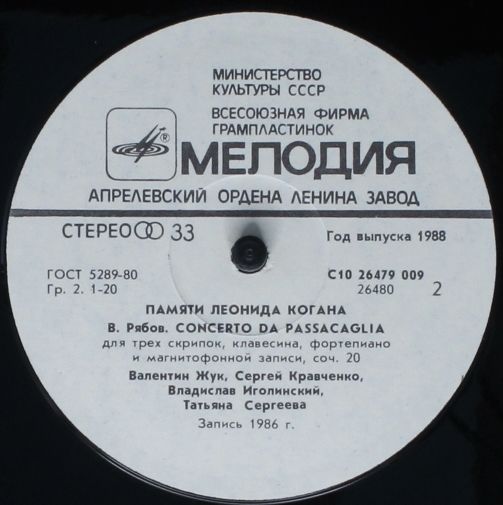 МИНИСТЕРСТВО
КУЛЬТУРЫ СССР
ВСЕСОЮЗНАЯ ФИРМА
ГРАМПЛАСТИНОК
®
МЕЛОДИЯ
АПРЕЛЕВСКИЙ ОРДЕНА ЛЕНИНА ЗАВОД
СТЕРЕО 33
Год выпуска 1988
ГОСТ 5289-80
Гр. 2. 1-20
С10 26479 009
26480 2
ПАМЯТИ ЛЕОНИДА КОГАНА
В. Рябов. CONCERTO DA PASSACAGLIA
для трех скрипок, клавесина, фортепиано
и магнитофонной записи, соч. 20
Валентин Жук, Сергей Кравченко,
Владислав Иголинский,
Татьяна Сергеева
Запись 1986 г.